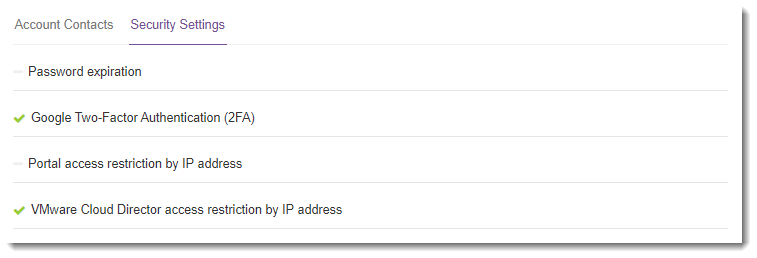 Account Contacts Security Settings
Password expiration
Google Two-Factor Authentication (2FA)
Portal access restriction by IP address
VMware Cloud Director access restriction by IP address